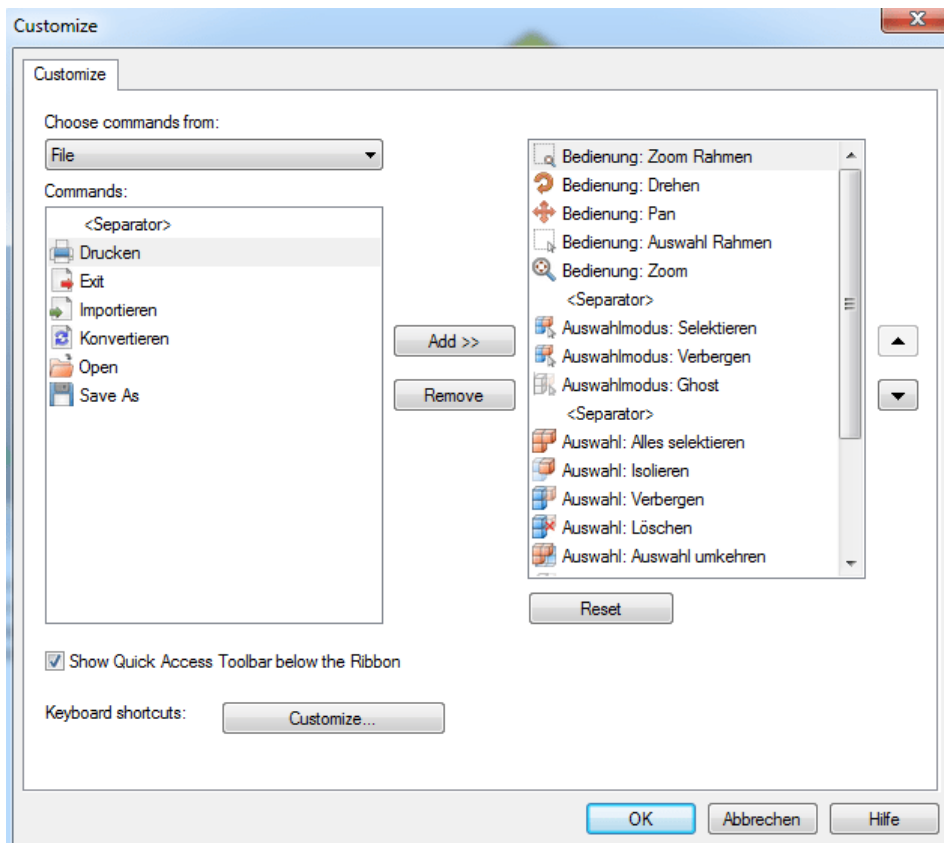 Customize
Customize
Choose commands from:
File
Commands:
<Separator>
Drucken
Exit
Importieren
Konvertieren
Open
Save As
Add >>
Remove
Bedienung: Zoom Rahmen
Bedienung: Drehen
Bedienung: Pan
Bedienung: Auswahl Rahmen
Bedienung: Zoom
<Separator>
Auswahlmodus: Selektieren
Auswahlmodus: Verbergen
Auswahlmodus: Ghost
<Separator>
Auswahl: Alles selektieren
Auswahl: Isolieren
Auswahl: Verbergen
Auswahl: Löschen
Auswahl: Auswahl umkehren
Reset
Show Quick Access Toolbar below the Ribbon
Keyboard shortcuts:
Customize...
OK
Abbrechen
Hilfe